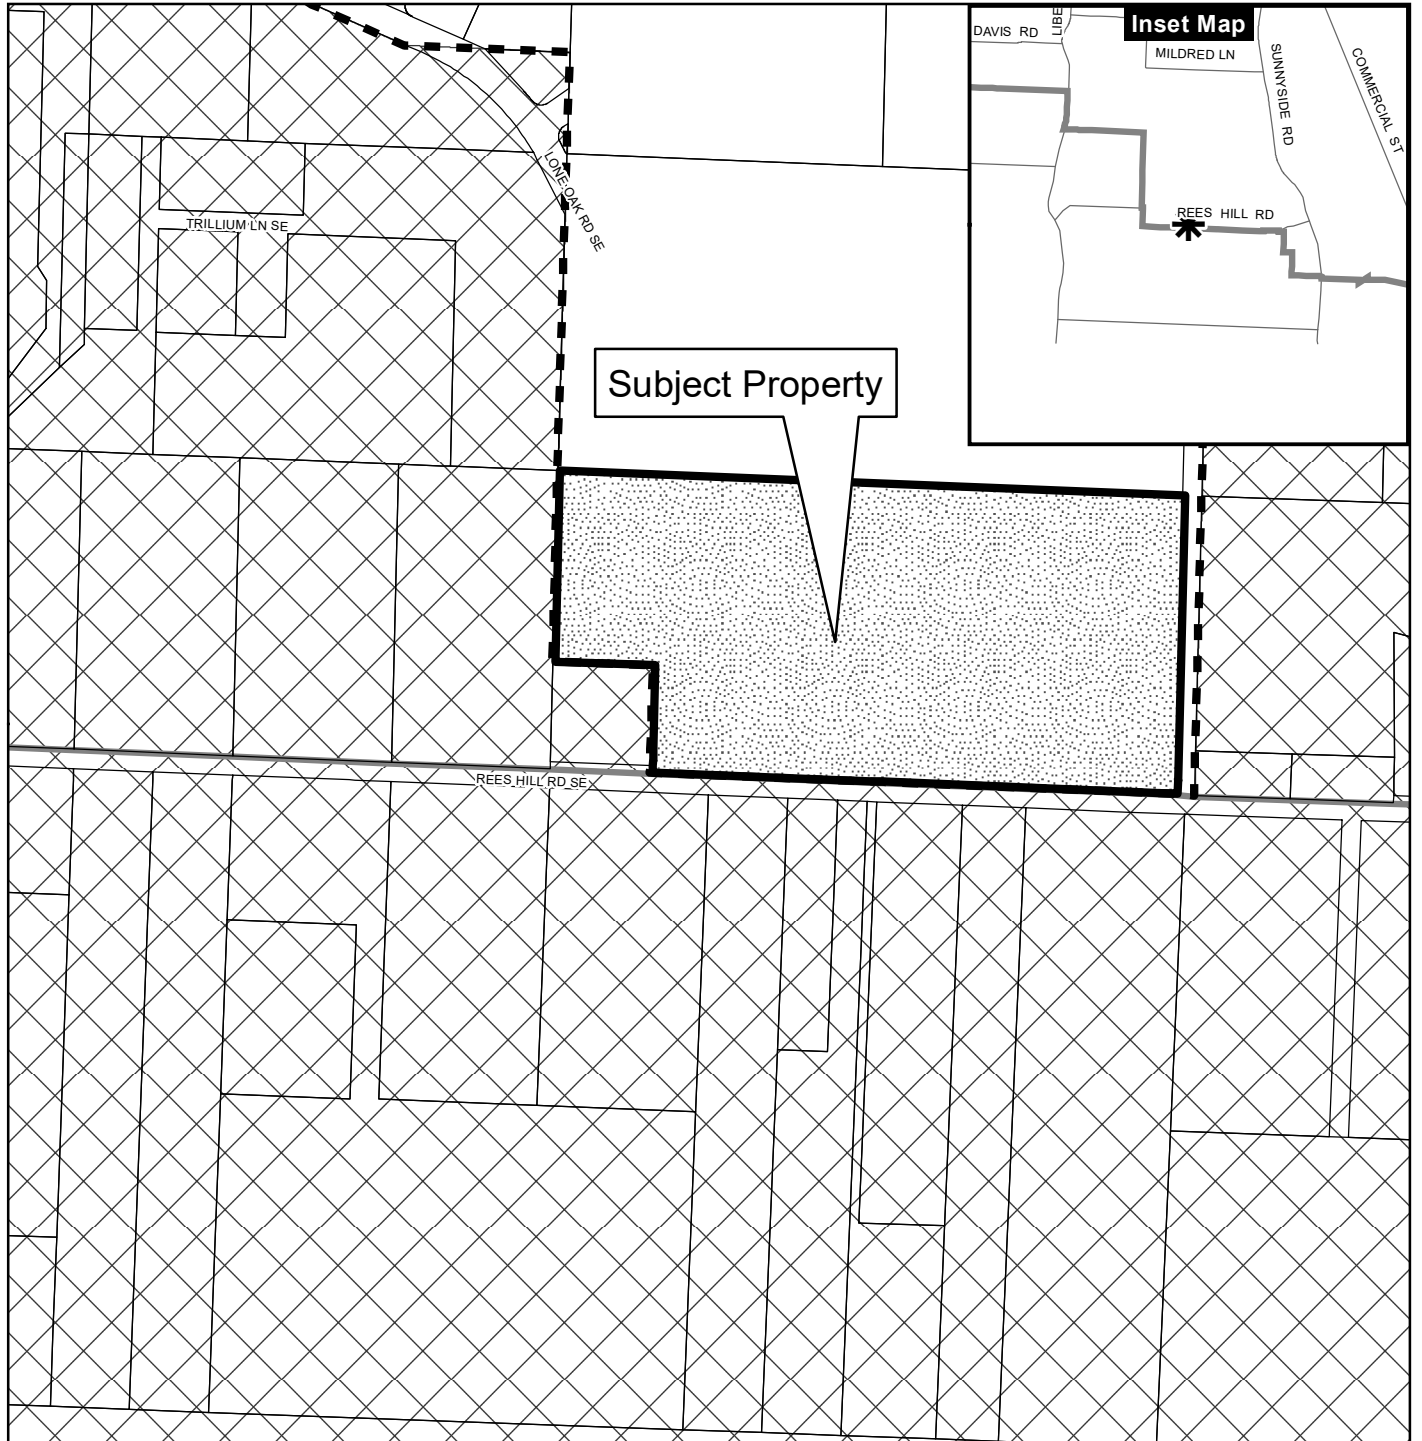 Inset Map
DAVIS RD
LIBE
MILDRED LN
SUNNYSIDE RD
COMMERCIAL ST
REES HILL RD
LONE OAK RD SE
TRILLIUM LN SE
Subject Property
REES HILL RD SE